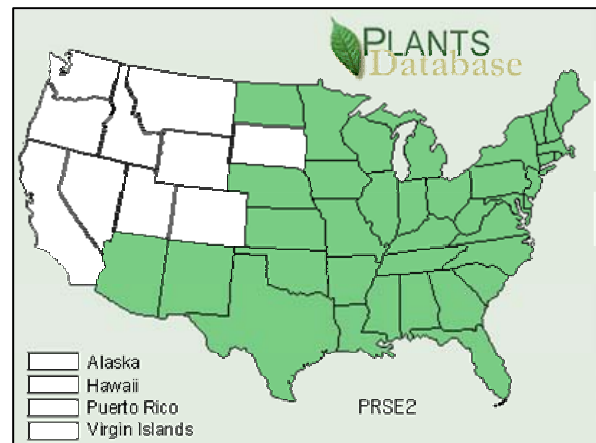 PLANTS
Database
Alaska
Hawaii
Puerto Rico
Virgin Islands
PRSE2